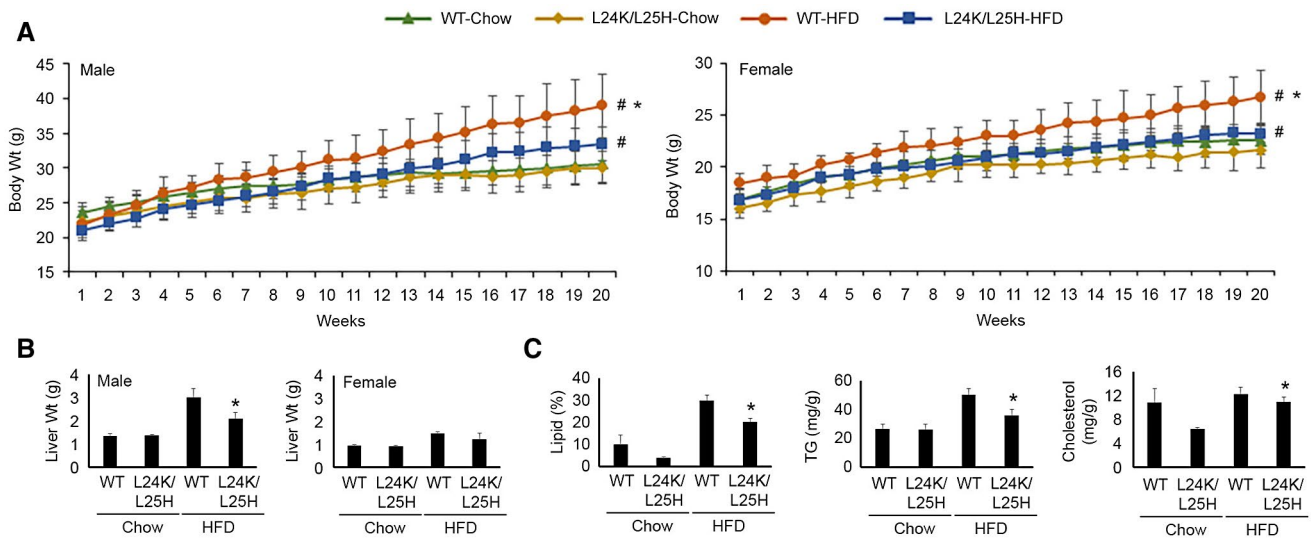 WT-Chow L24K/L25H-Chow WT-HFD L24K/L25H-HFD
A
Male
Body Wt (g)
45
40
35
30
25
20
15
# *
#
1 2 3 4 5 6 7 8 9 10 11 12 13 14 15 16 17 18 19 20
Weeks
Female
Body Wt (g)
30
25
20
15
10
# *
#
1 2 3 4 5 6 7 8 9 10 11 12 13 14 15 16 17 18 19 20
Weeks
B
Male
Liver Wt (g)
4
3
2
1
0
*
WT L24K/ WT L24K/
L25H L25H
Chow HFD
Female
Liver Wt (g)
4
3
2
1
0
WT L24K/ WT L24K/
L25H L25H
Chow HFD
C
Lipid (%)
40
30
20
10
0
*
WT L24K/ WT L24K/
L25H L25H
Chow HFD
TG (mg/g)
60
40
20
0
*
WT L24K/ WT L24K/
L25H L25H
Chow HFD
Cholesterol
(mg/g)
16
12
8
4
0
*
WT L24K/ WT L24K/
L25H L25H
Chow HFD